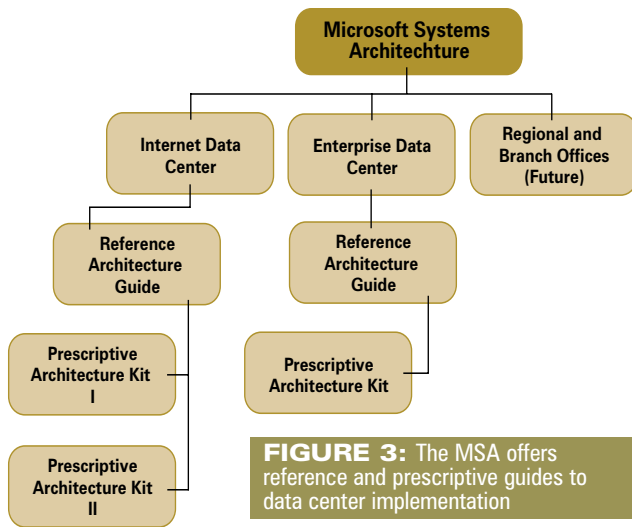 Microsoft Systems
Architechture
Internet Data
Center
Enterprise Data
Center
Regional and
Branch Offices
(Future)
Reference
Architecture
Guide
Reference
Architecture
Guide
Prescriptive
Architecture Kit
I
Prescriptive
Architecture Kit
Prescriptive
Architecture Kit
II
FIGURE 3: The MSA offers
reference and prescriptive guides to
data center implementation